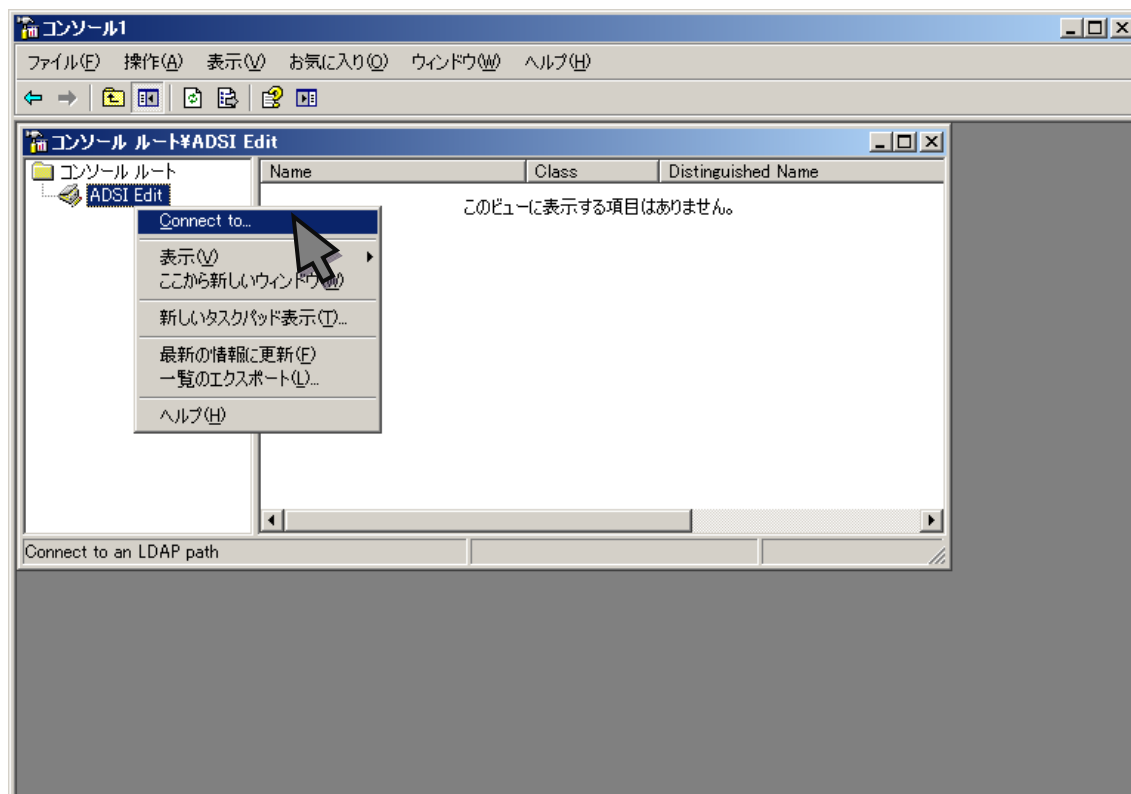 コンソール1
ファイル(F) 操作(A) 表示(V) お気に入り(O) ウィンドウ(W) ヘルプ(H)
コンソール ルート¥ADSI Edit
コンソール ルート
ADSI Edit
Name Class Distinguished Name
このビューに表示する項目はありません。
Connect to...
表示(V)
ここから新しいウィンドウ(W)
新しいタスクパッド表示(T)...
最新の情報に更新(F)
一覧のエクスポート(L)...
ヘルプ(H)
Connect to an LDAP path